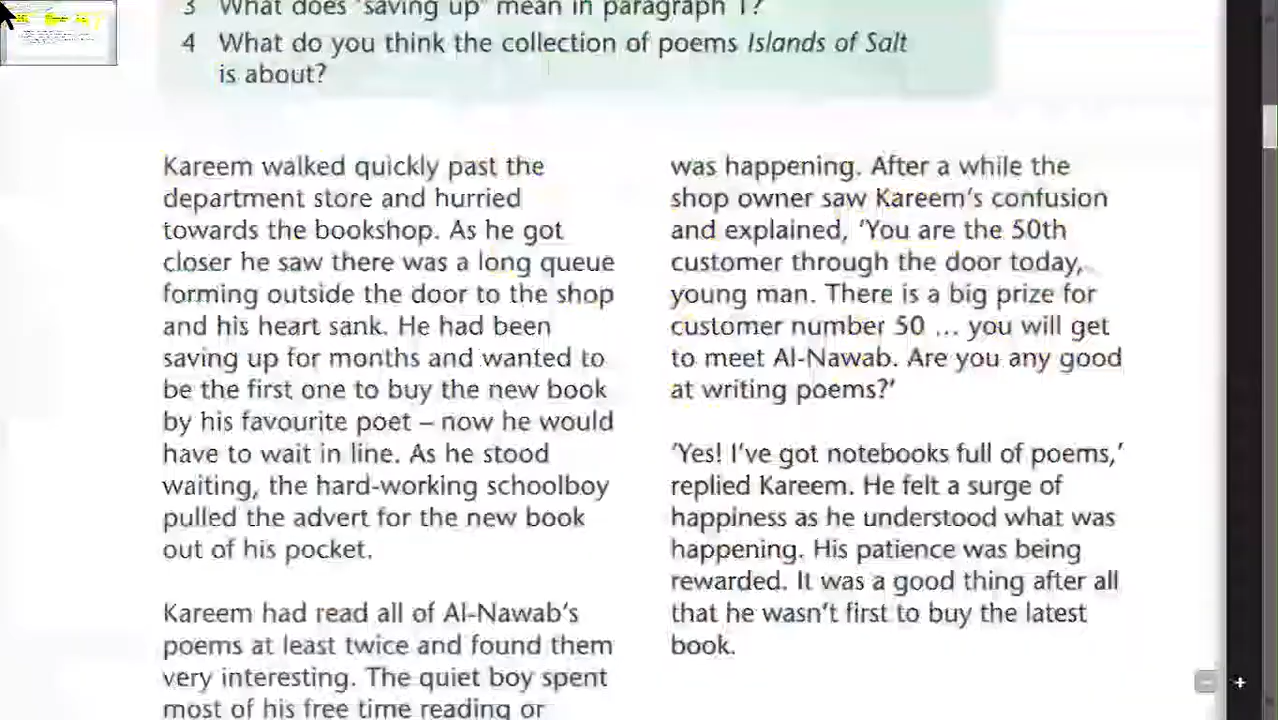 3 What does 'saving up' mean in paragraph 1?
4 What do you think the collection of poems Islands of Salt
is about?
Kareem walked quickly past the
department store and hurried
towards the bookshop. As he got
closer he saw there was a long queue
forming outside the door to the shop
and his heart sank. He had been
saving up for months and wanted to
be the first one to buy the new book
by his favourite poet – now he would
have to wait in line. As he stood
waiting, the hard-working schoolboy
pulled the advert for the new book
out of his pocket.
Kareem had read all of Al-Nawab's
poems at least twice and found them
very interesting. The quiet boy spent
most of his free time reading or
was happening. After a while the
shop owner saw Kareem's confusion
and explained, 'You are the 50th
customer through the door today,
young man. There is a big prize for
customer number 50 ... you will get
to meet Al-Nawab. Are you any good
at writing poems?'
'Yes! I've got notebooks full of poems,'
replied Kareem. He felt a surge of
happiness as he understood what was
happening. His patience was being
rewarded. It was a good thing after all
that he wasn't first to buy the latest
book.